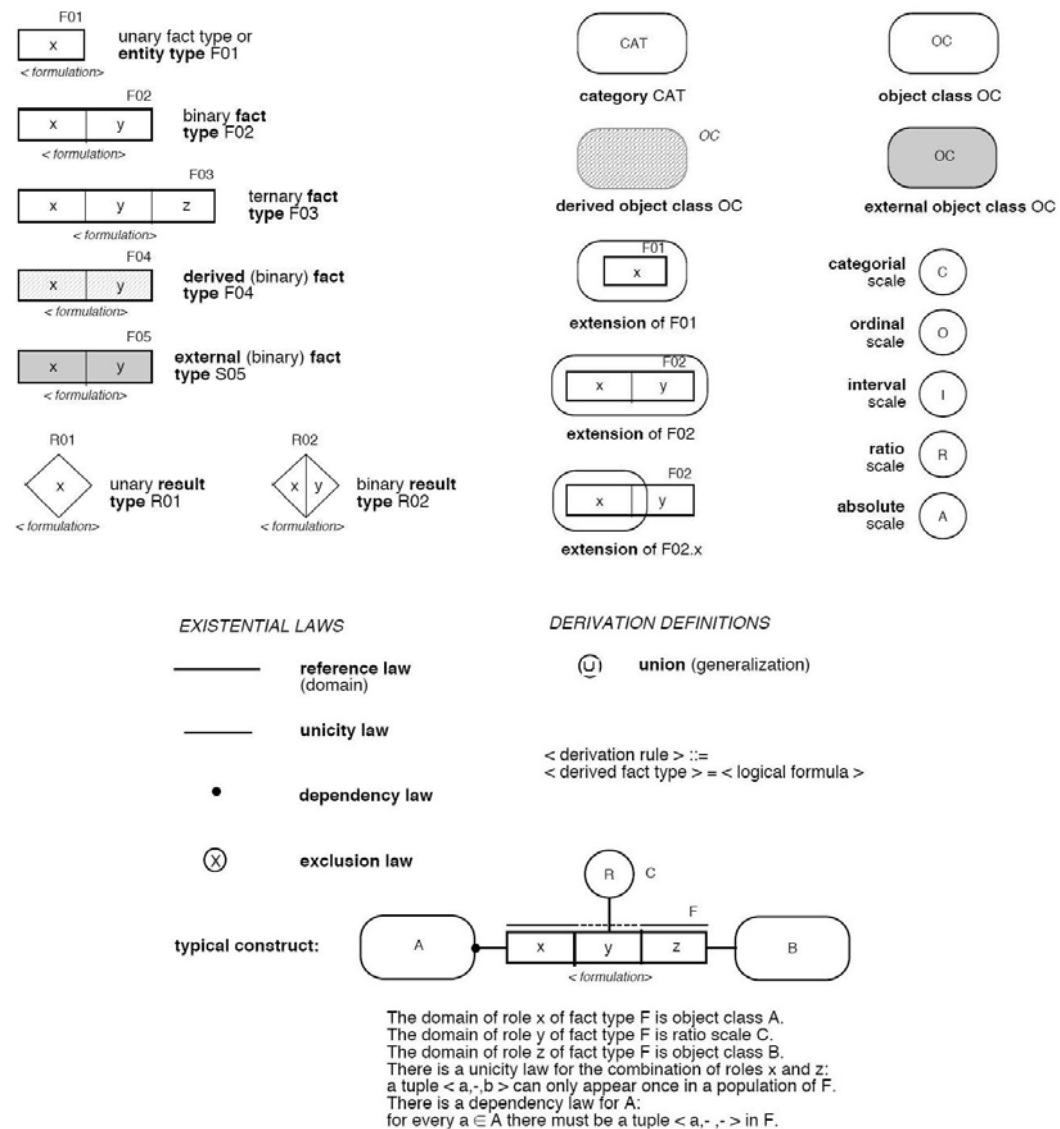 F01
x
unary fact type or
entity type F01
< formulation>
F02
x y
binary fact
type F02
< formulation>
F03
x y z
ternary fact
type F03
< formulation>
F04
x y
derived (binary) fact
type F04
< formulation>
F05
x y
external (binary) fact
type S05
< formulation>
R01
x
unary result
type R01
< formulation>
R02
x y
binary result
type R02
< formulation>
CAT
category CAT
OC
object class OC
OC
derived object class OC
OC
external object class OC
F01
x
extension of F01
F02
x y
extension of F02
F02
x y
extension of F02.x
categorial
scale
C
ordinal
scale
O
interval
scale
I
ratio
scale
R
absolute
scale
A
EXISTENTIAL LAWS
reference law
(domain)
unicity law
dependency law
X
exclusion law
DERIVATION DEFINITIONS
U
union (generalization)
< derivation rule > ::=
< derived fact type > = < logical formula >
typical construct:
R C
F
A x y z B
< formulation>
The domain of role x of fact type F is object class A.
The domain of role y of fact type F is ratio scale C.
The domain of role z of fact type F is object class B.
There is a unicity law for the combination of roles x and z:
a tuple < a,-,b > can only appear once in a population of F.
There is a dependency law for A:
for every a ∈ A there must be a tuple < a,- ,- > in F.